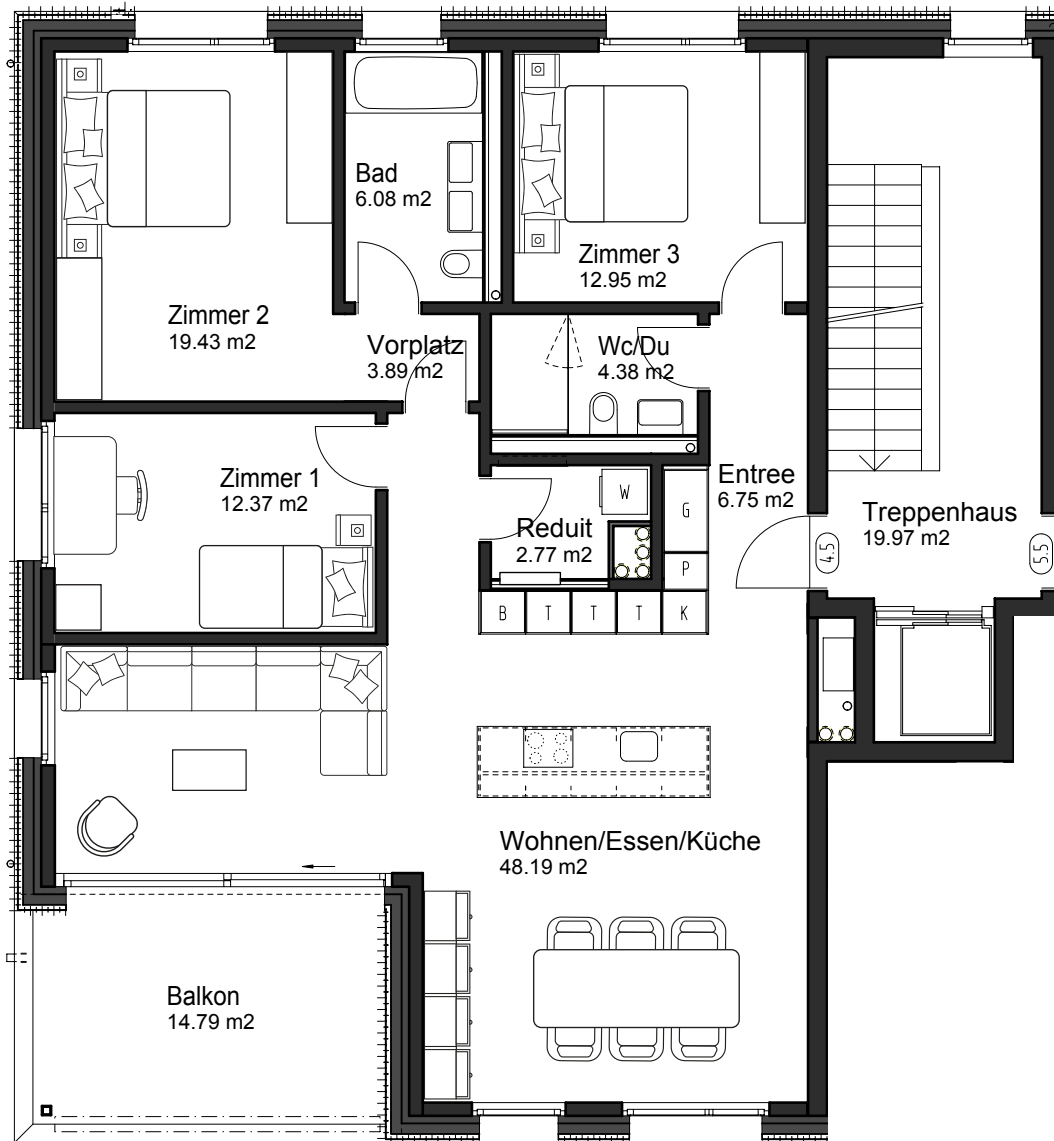 Bad
6.08 m2
Zimmer 3
12.95 m2
Zimmer 2
19.43 m2
Vorplatz
3.89 m2
Wc/Du
4.38 m2
Zimmer 1
12.37 m2
Entree
6.75 m2
W
G
Reduit
2.77 m2
Treppenhaus
19.97 m2
4.5
5.5
P
B T T T K
Wohnen/Essen/Küche
48.19 m2
Balkon
14.79 m2